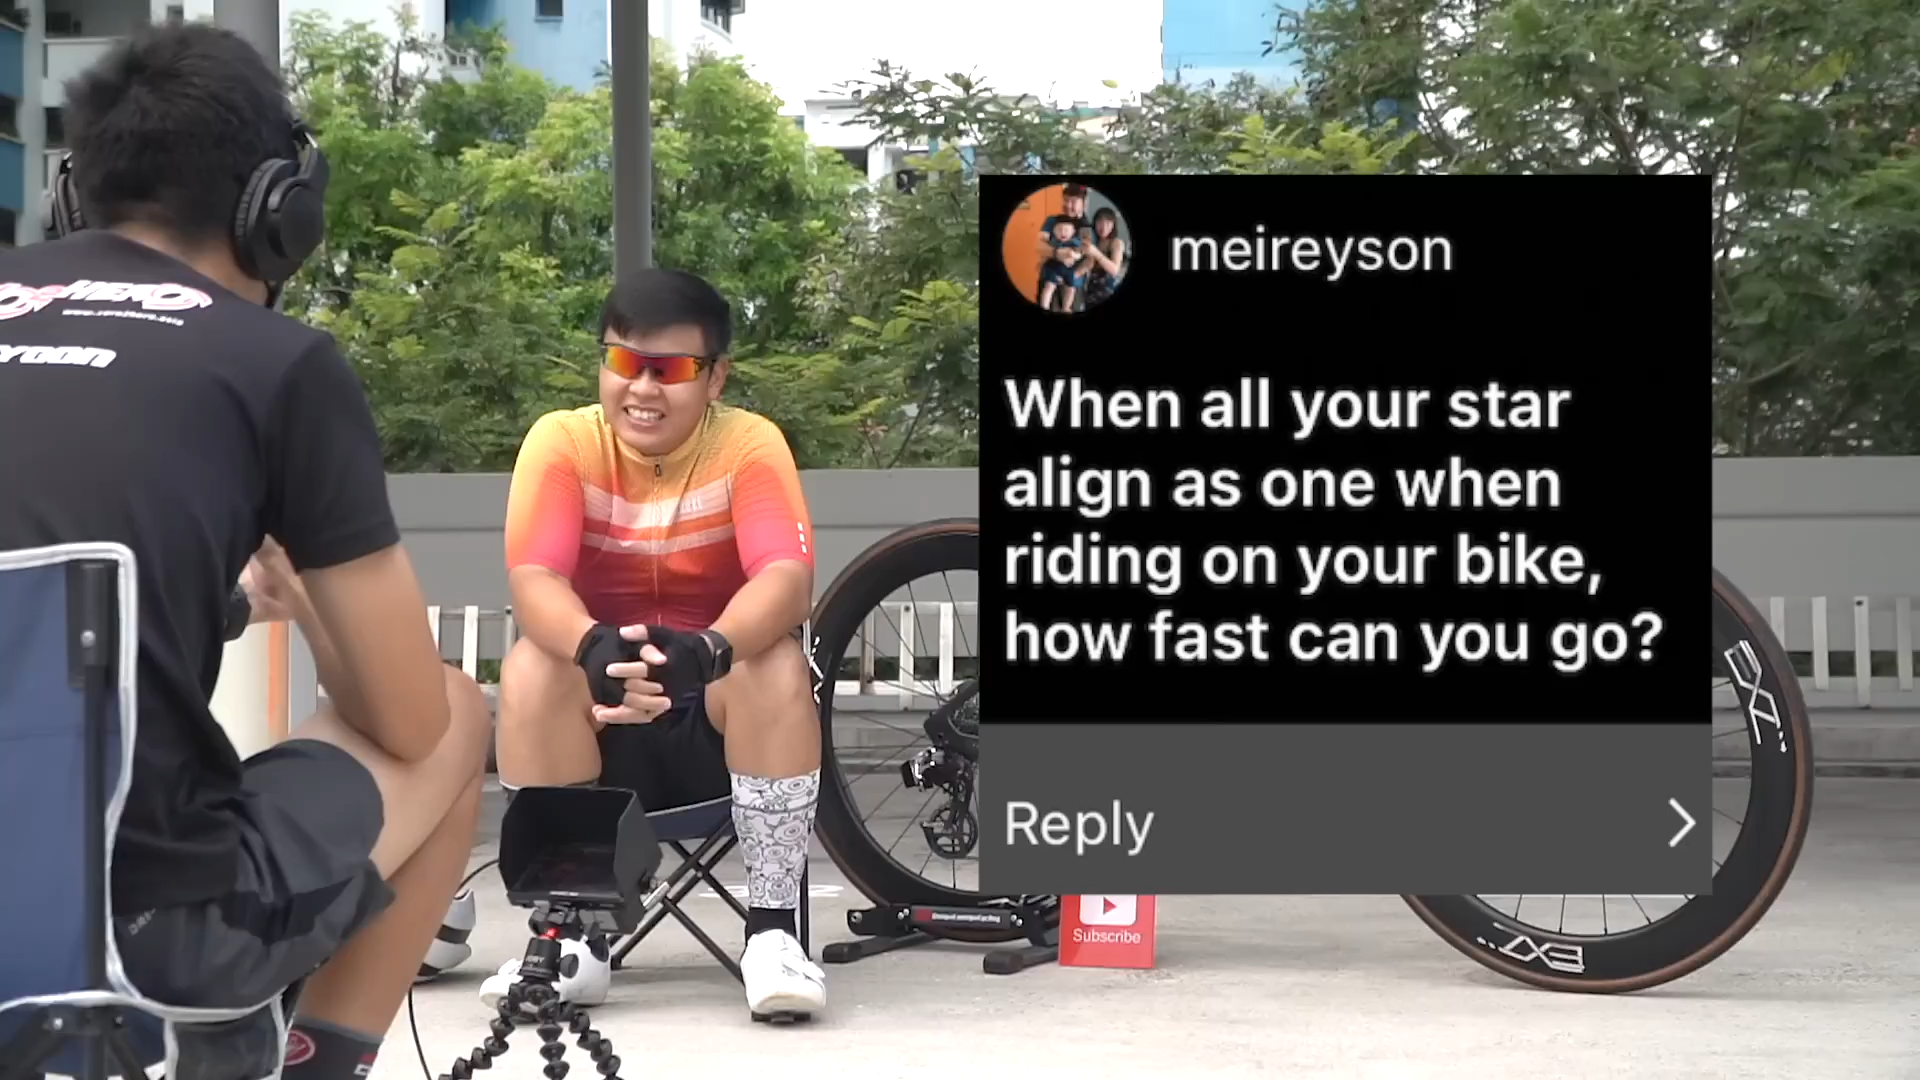 meireyson
When all your star
align as one when
riding on your bike,
how fast can you go?
Reply
Subscribe